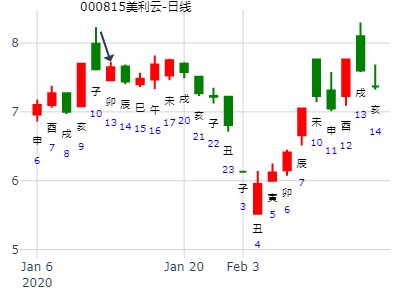 000815美利云-日线
8
7
6
5
申
6
酉
7
戌
8
亥
9
子
10
卯
13
辰
14
巳
15
午
16
未
17
戌
20
亥
21
子
22
丑
23
子
3
丑
4
寅
5
卯
6
辰
7
未
10
申
11
酉
12
戌
13
亥
14
Jan 6
2020
Jan 20
Feb 3